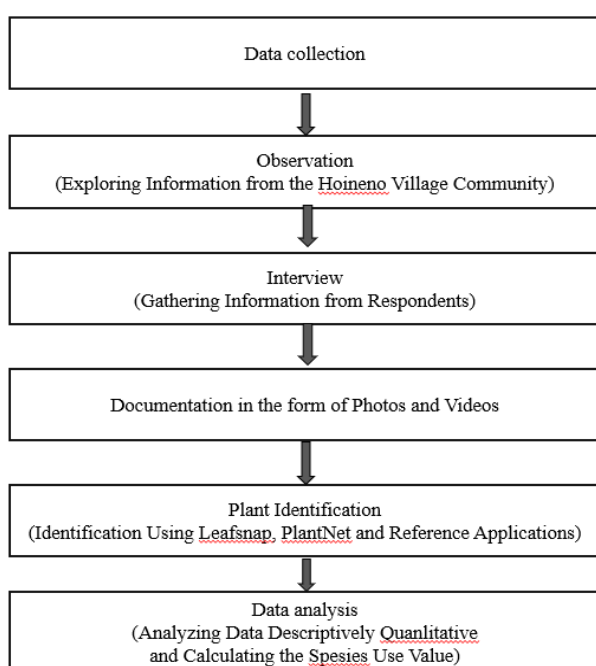 Data collection
Observation
(Exploring Information from the Hoineno Village Community)
Interview
(Gathering Information from Respondents)
Documentation in the form of Photos and Videos
Plant Identification
(Identification Using Leafsnap, PlantNet and Reference Applications)
Data analysis
(Analyzing Data Descriptively Quanlitative
and Calculating the Spesies Use Value)